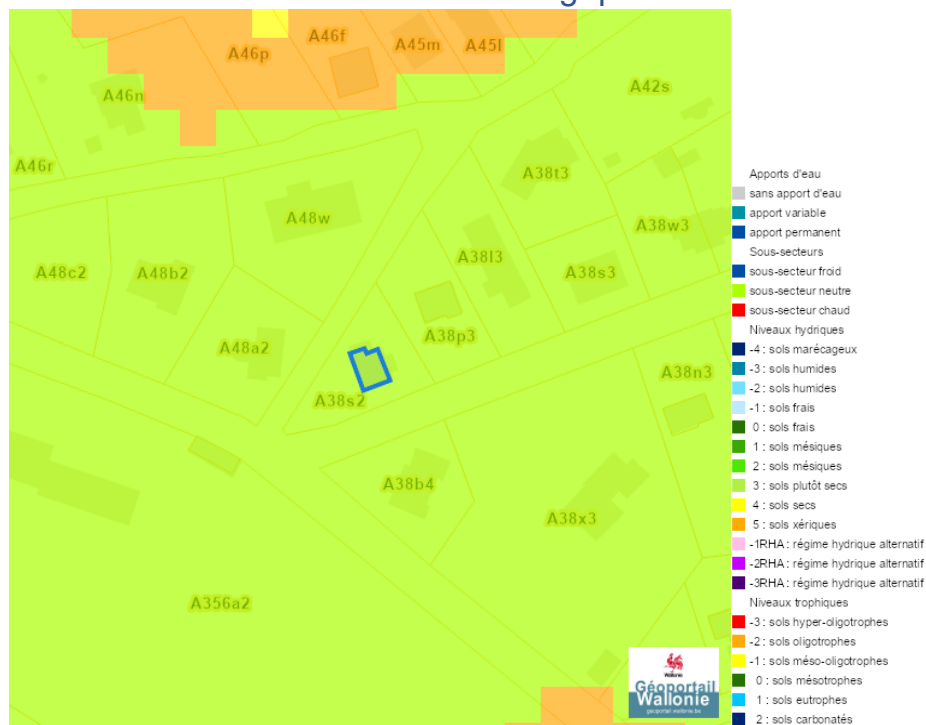 A46f
A45m
A45l
A46p
A42s
A46n
A46r
A38t3
A48w
A38w3
A38l3
A48c2
A48b2
A38s3
A38p3
A48a2
A38n3
A38s2
A38b4
A38x3
A356a2
Wallonie
Géoportail
Wallonie
geoportail.wallonie.be
Apports d'eau
sans apport d'eau
apport variable
apport permanent
Sous-secteurs
sous-secteur froid
sous-secteur neutre
sous-secteur chaud
Niveaux hydriques
-4 : sols marécageux
-3 : sols humides
-2 : sols humides
-1 : sols frais
0 : sols frais
1 : sols mésiques
2 : sols mésiques
3 : sols plutôt secs
4 : sols secs
5 : sols xériques
-1RHA : régime hydrique alternatif
-2RHA : régime hydrique alternatif
-3RHA : régime hydrique alternatif
Niveaux trophiques
-3 : sols hyper-oligotrophes
-2 : sols oligotrophes
-1 : sols méso-oligotrophes
0 : sols mésotrophes
1 : sols eutrophes
2 : sols carbonatés